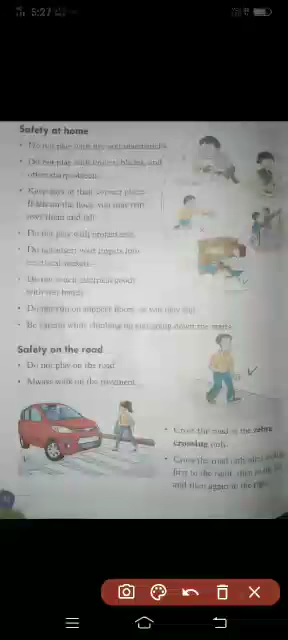 5:27
Safety at home
• Do not play with
• Do not play with knives, blades, and
other sharp objects.
• Keep toys at their correct place.
If left on the floor, you may trip
over them and fall.
• Do not play with
• Do not insert your fingers into
electrical sockets.
• Do not touch electrical goods
with wet hands.
• Do not run on slippery floors, as you may slip.
• Be careful while climbing up and going down the stairs.
Safety on the road
• Do not play on the road.
• Always walk on the pavement.
• Cross the road at the zebra
crossing only.
• Cross the road only after looking
first to the right, then to the left
and then again to the right.